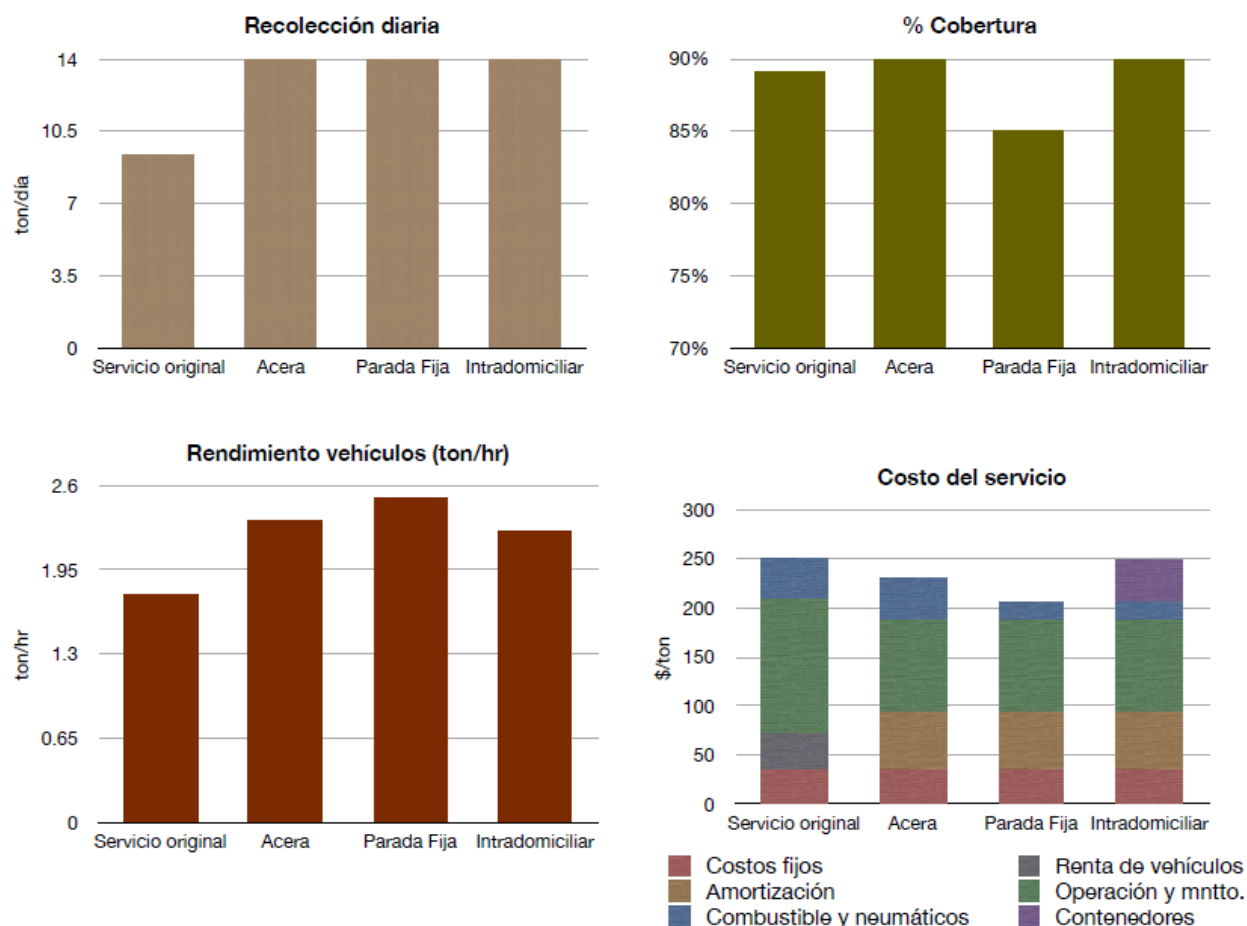 Recolección diaria
14
10.5
7
3.5
0
ton/día
Servicio original Acera Parada Fija Intradomiciliar
% Cobertura
90%
85%
80%
75%
70%
Servicio original Acera Parada Fija Intradomiciliar
Rendimiento vehículos (ton/hr)
2.6
1.95
1.3
0.65
0
ton/hr
Servicio original Acera Parada Fija Intradomiciliar
Costo del servicio
300
250
200
150
100
50
0
$/ton
Servicio original Acera Parada Fija Intradomiciliar
Costos fijos Renta de vehículos
Amortización Operación y mntto.
Combustible y neumáticos Contenedores